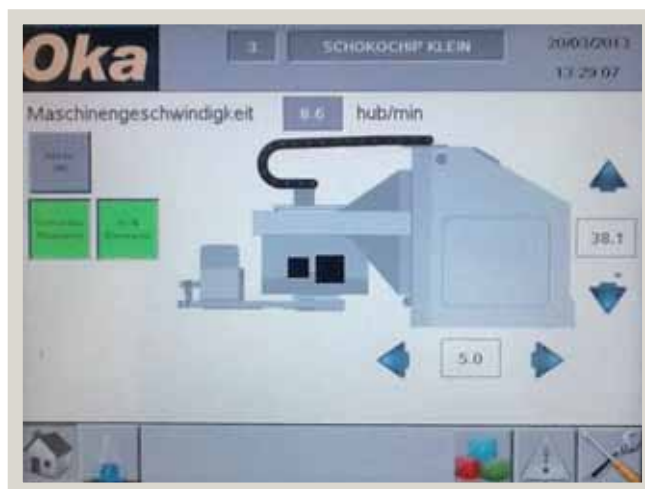 Oka
3 SCHOKOCHIP KLEIN
20/03/2013
13:29:07
Maschinengeschwindigkeit 8.6 hub/min
38.1
5.0